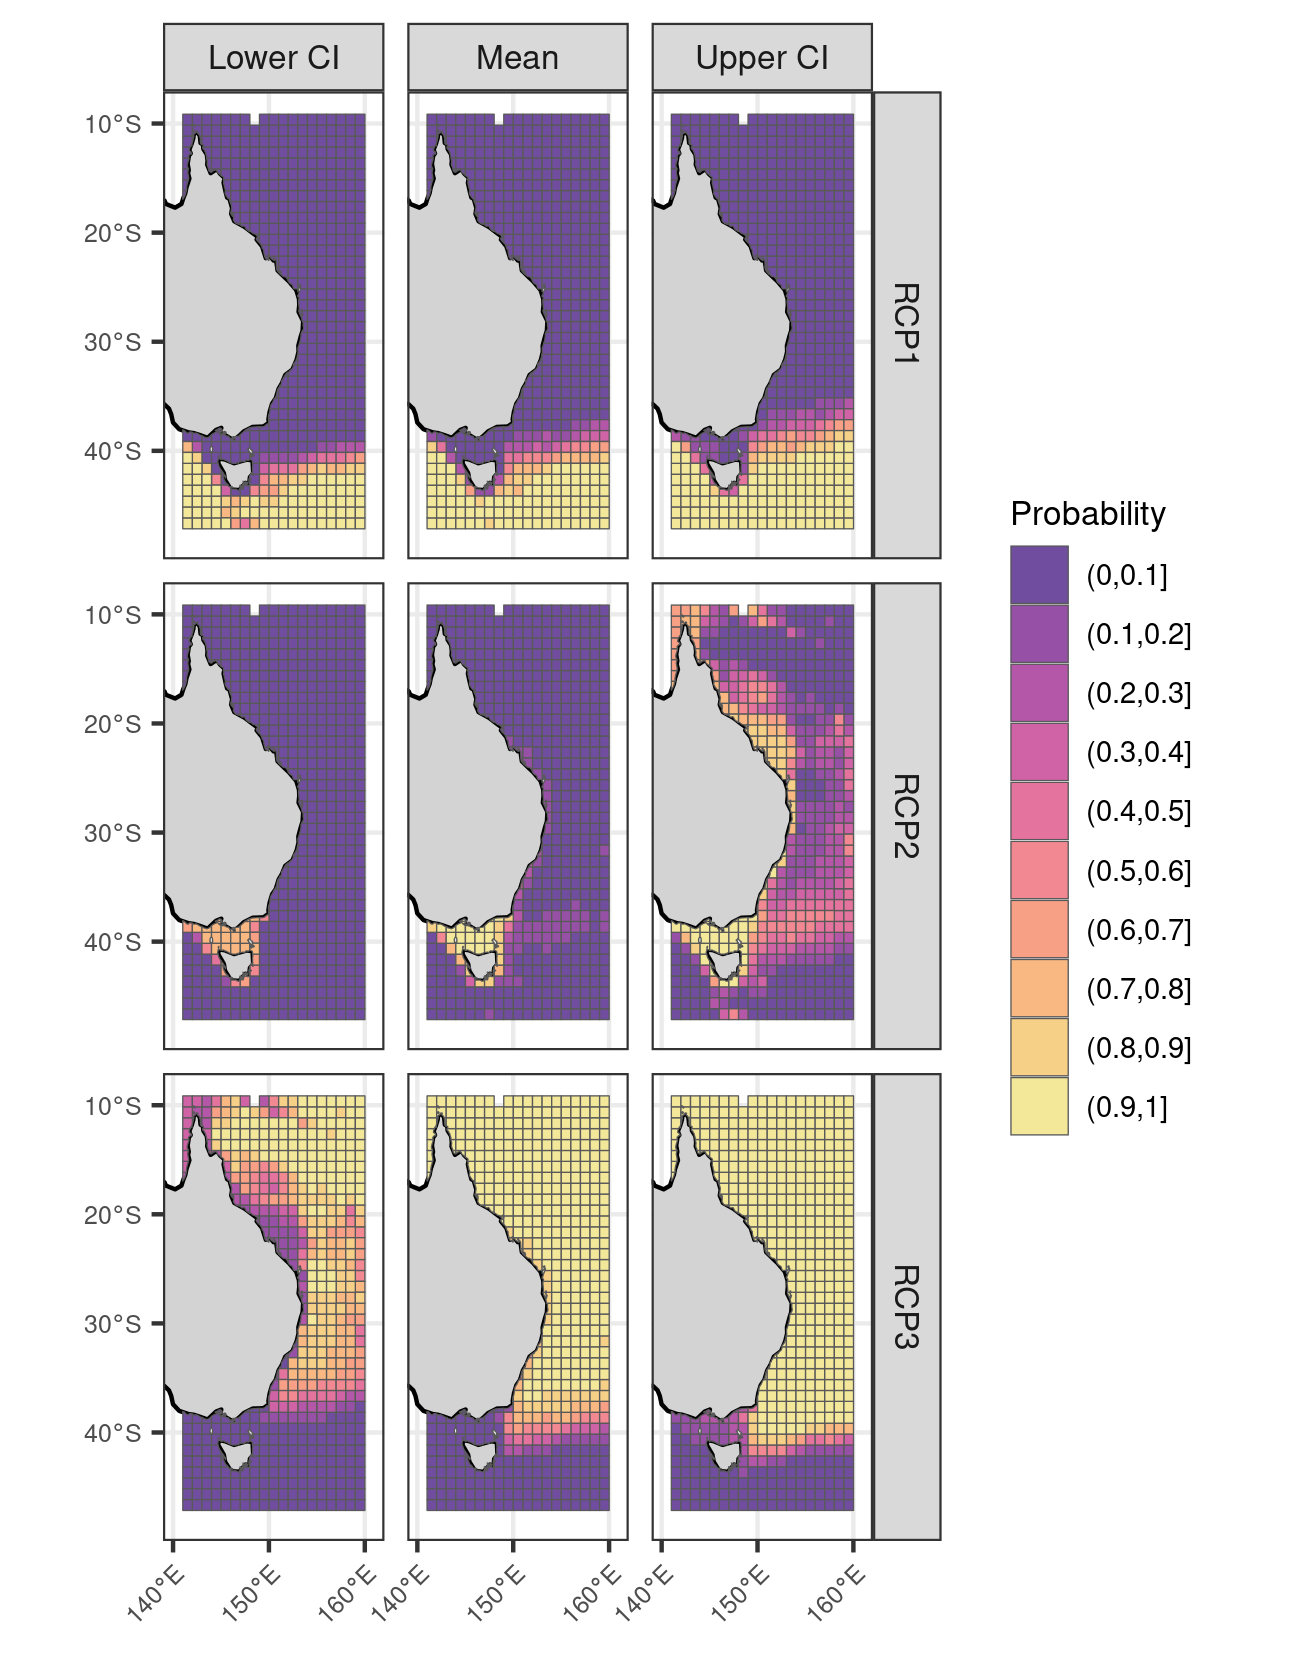 Lower CI
Mean
Upper CI
10°S
20°S
30°S
40°S
RCP1
10°S
20°S
30°S
40°S
RCP2
10°S
20°S
30°S
40°S
RCP3
140°E
150°E
160°E
140°E
150°E
160°E
140°E
150°E
160°E
Probability
(0,0.1]
(0.1,0.2]
(0.2,0.3]
(0.3,0.4]
(0.4,0.5]
(0.5,0.6]
(0.6,0.7]
(0.7,0.8]
(0.8,0.9]
(0.9,1]